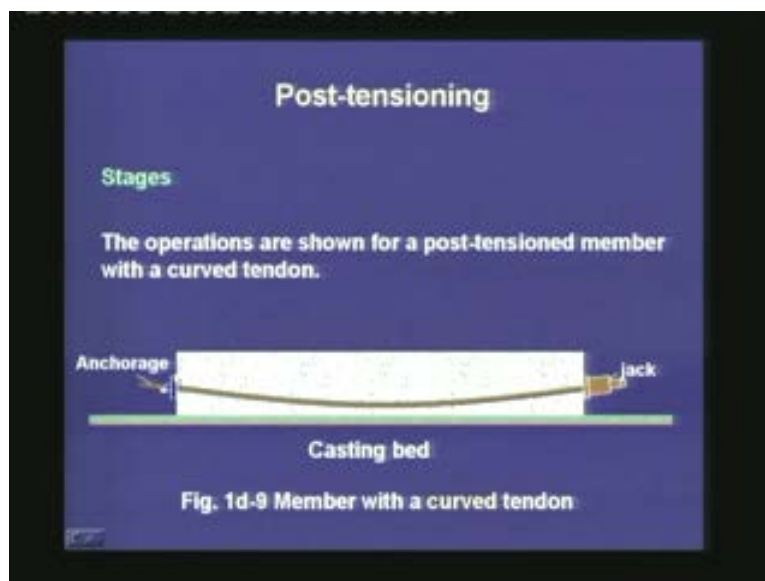 Post-tensioning
Stages
The operations are shown for a post-tensioned member
with a curved tendon.
Anchorage
jack
Casting bed
Fig. 1d-9 Member with a curved tendon